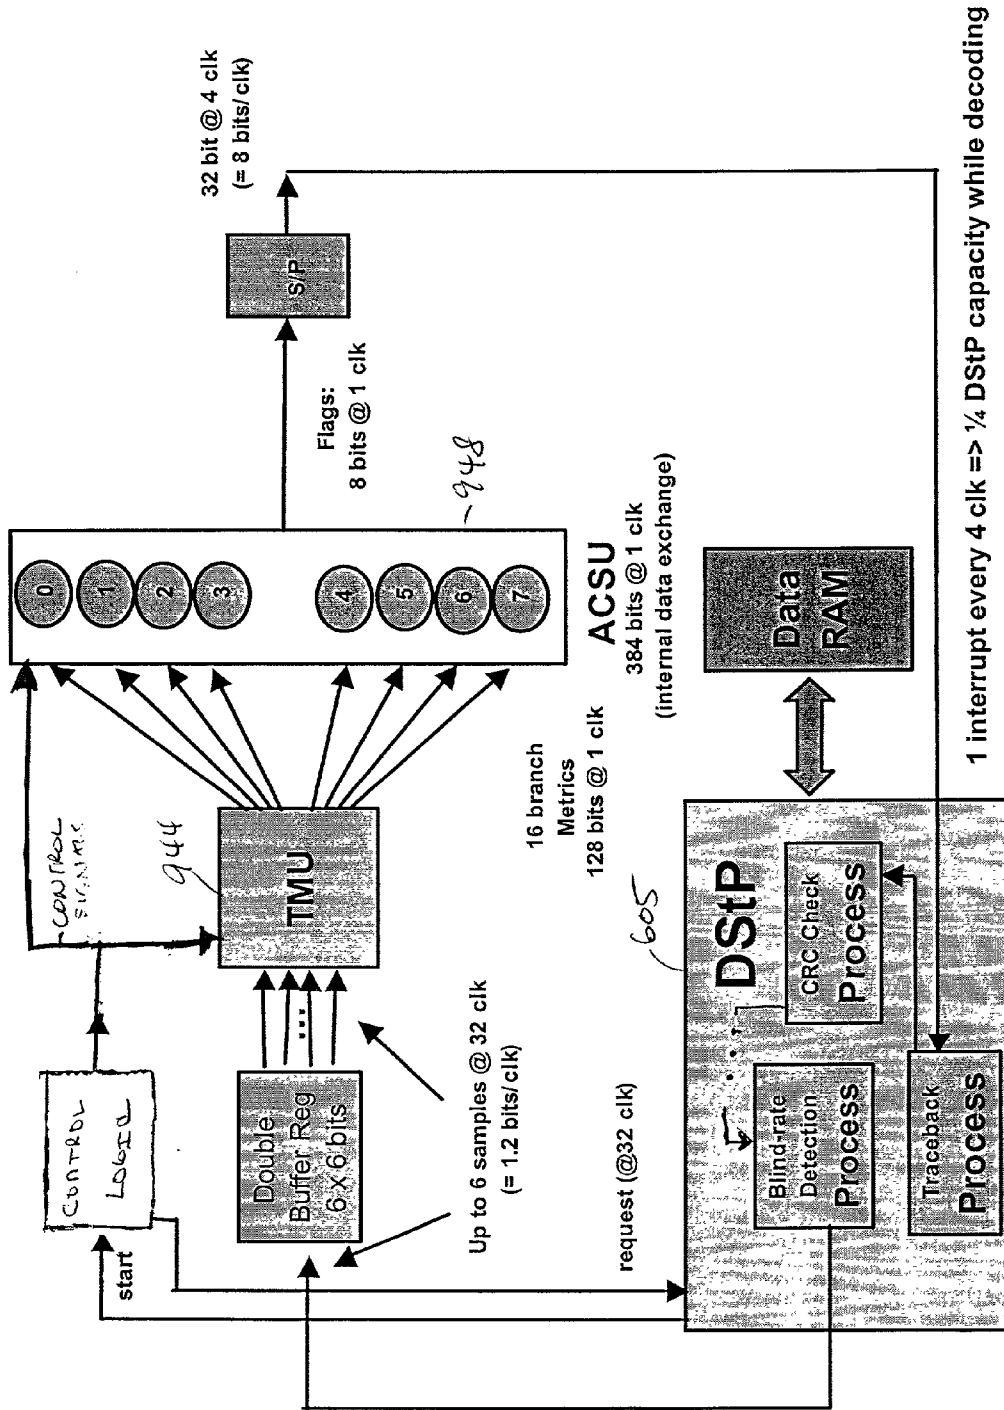 CONTROL
LOGIC
start
~CONTROL
Double
Buffer Reg
6 x 6 bits
...
Up to 6 samples @ 32 clk
(= 1.2 bits/clk)
944
TMU
16 branch
Metrics
128 bits @ 1 clk
0
1
2
3
4
5
6
7
948
ACSU
384 bits @ 1 clk
(internal data exchange)
Flags:
8 bits @ 1 clk
S/P
32 bit @ 4 clk
(= 8 bits/clk)
request (@32 clk)
605
DStP
Blind-rate
Detection
Process
CRC Check
Process
Traceback
Process
Data
RAM
1 interrupt every 4 clk => ¼ DStP capacity while decoding